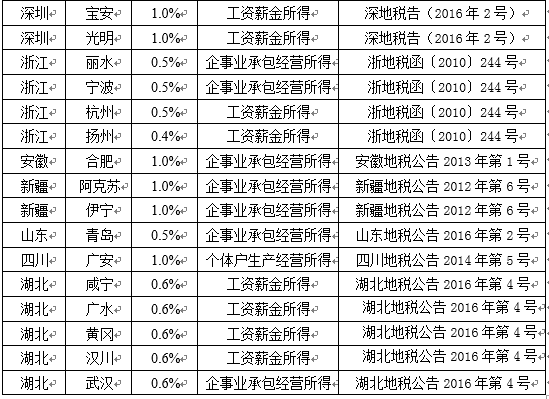 深圳 宝安 1.0% 工资薪金所得 深地税告（2016 年 2 号）
深圳 光明 1.0% 工资薪金所得 深地税告（2016 年 2 号）
浙江 丽水 0.5% 企事业承包经营所得 浙地税函〔2010〕244 号
浙江 宁波 0.5% 企事业承包经营所得 浙地税函〔2010〕244 号
浙江 杭州 0.5% 工资薪金所得 浙地税函〔2010〕244 号
浙江 扬州 0.4% 工资薪金所得 浙地税函〔2010〕244 号
安徽 合肥 1.0% 企事业承包经营所得 安徽地税公告 2013 年第 1 号
新疆 阿克苏 1.0% 企事业承包经营所得 新疆地税公告 2012 年第 6 号
新疆 伊宁 1.0% 企事业承包经营所得 新疆地税公告 2012 年第 6 号
山东 青岛 0.5% 企事业承包经营所得 山东地税公告 2016 年第 2 号
四川 广安 1.0% 个体户生产经营所得 四川地税公告 2014 年第 5 号
湖北 咸宁 0.6% 工资薪金所得 湖北地税公告 2016 年第 4 号
湖北 广水 0.6% 工资薪金所得 湖北地税公告 2016 年第 4 号
湖北 黄冈 0.6% 工资薪金所得 湖北地税公告 2016 年第 4 号
湖北 汉川 0.6% 工资薪金所得 湖北地税公告 2016 年第 4 号
湖北 武汉 0.6% 企事业承包经营所得 湖北地税公告 2016 年第 4 号